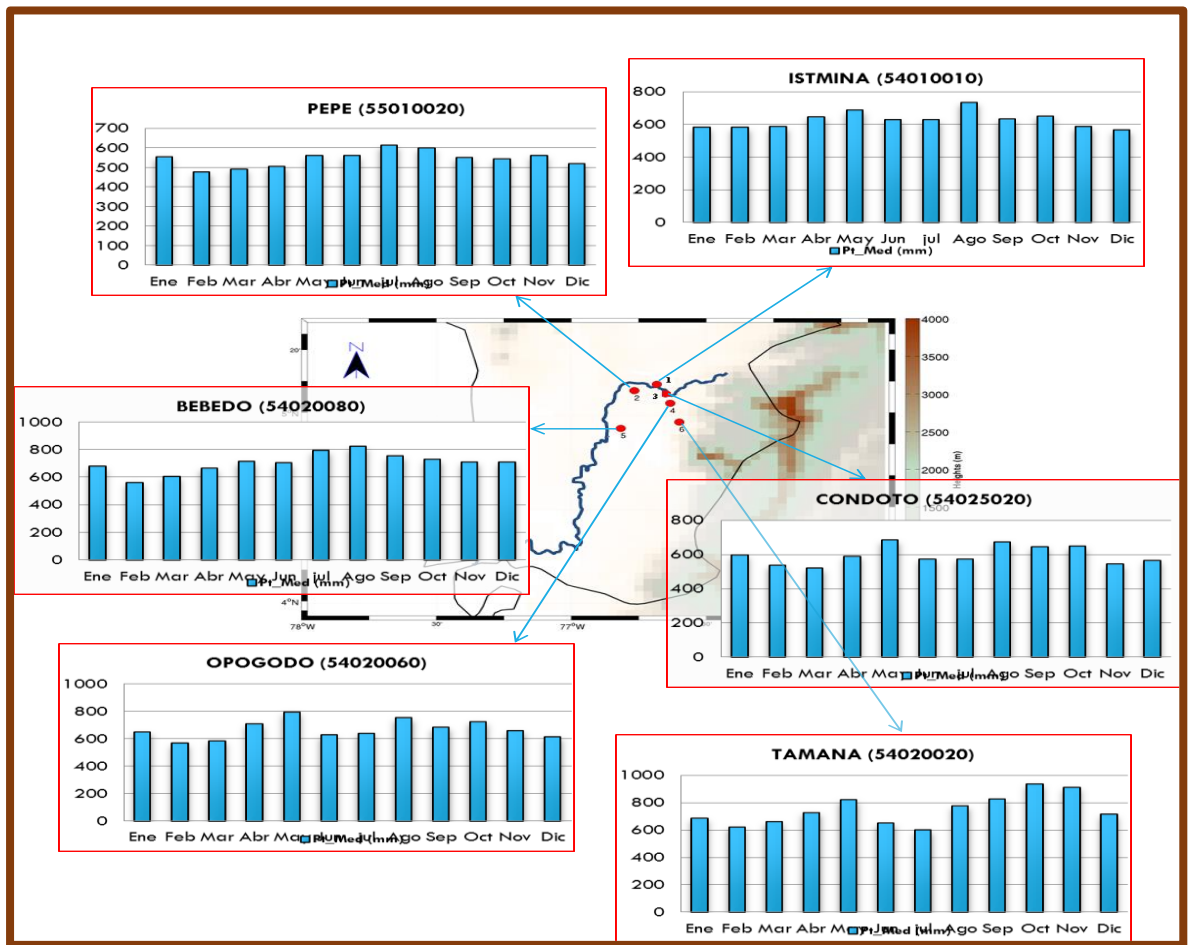 ISTMINA (54010010)
800
600
400
200
0
Ene Feb Mar Abr May Jun jul Ago Sep Oct Nov Dic
Pt_Med (mm)
PEPE (55010020)
700
600
500
400
300
200
100
0
Ene Feb Mar Abr May Jun jul Ago Sep Oct Nov Dic
Pt_Med (mm)
N
20'
1
2
3
4
5
6
4°N
78°W
30'
77°W
4000
3500
3000
2500
2000
1500
Heights (m)
BEBEDO (54020080)
1000
800
600
400
200
0
Ene Feb Mar Abr May Jun jul Ago Sep Oct Nov Dic
Pt_Med (mm)
CONDOTO (54025020)
800
600
400
200
0
Ene Feb Mar Abr May Jun jul Ago Sep Oct Nov Dic
Pt_Med (mm)
OPOGODO (54020060)
1000
800
600
400
200
0
Ene Feb Mar Abr May Jun jul Ago Sep Oct Nov Dic
Pt_Med (mm)
TAMANA (54020020)
1000
800
600
400
200
0
Ene Feb Mar Abr May Jun jul Ago Sep Oct Nov Dic
Pt_Med (mm)